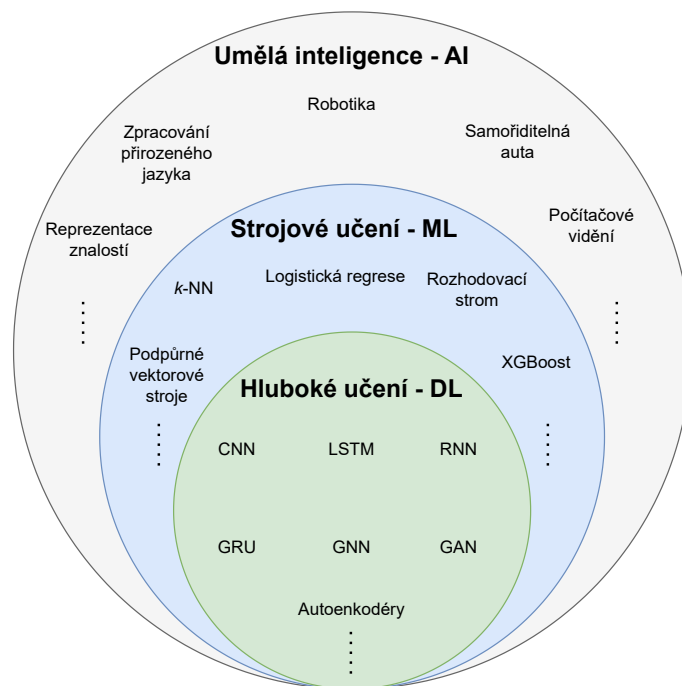 Umělá inteligence - AI
Robotika
Zpracování
přirozeného
jazyka
Samořiditelná
auta
Reprezentace
znalostí
Počítačové
vidění
Strojové učení - ML
k-NN
Logistická regrese
Rozhodovací
strom
Podpůrné
vektorové
stroje
XGBoost
Hluboké učení - DL
CNN
LSTM
RNN
GRU
GNN
GAN
Autoenkodéry